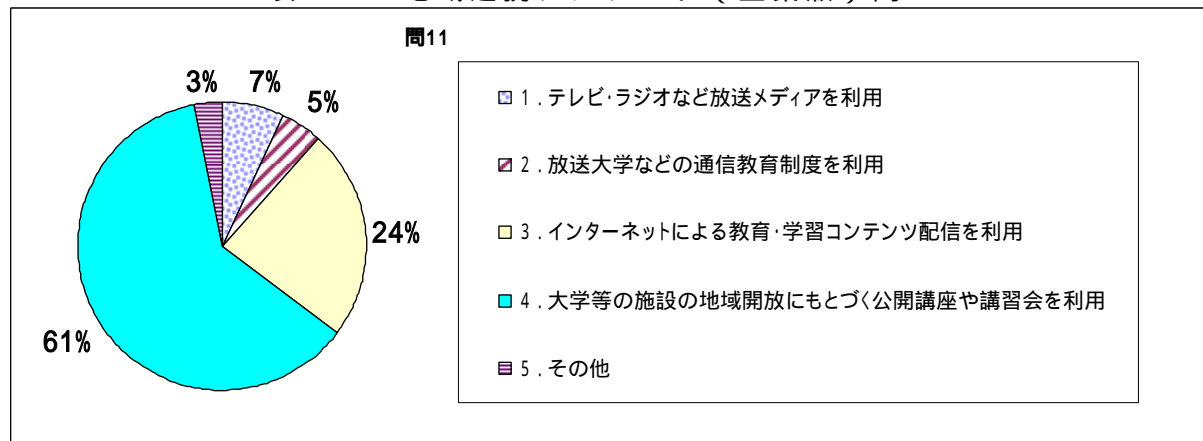 問11
3%
7%
5%
24%
61%
1．テレビ・ラジオなど放送メディアを利用
2．放送大学などの通信教育制度を利用
3．インターネットによる教育・学習コンテンツ配信を利用
4．大学等の施設の地域開放にもとづく公開講座や講習会を利用
5．その他